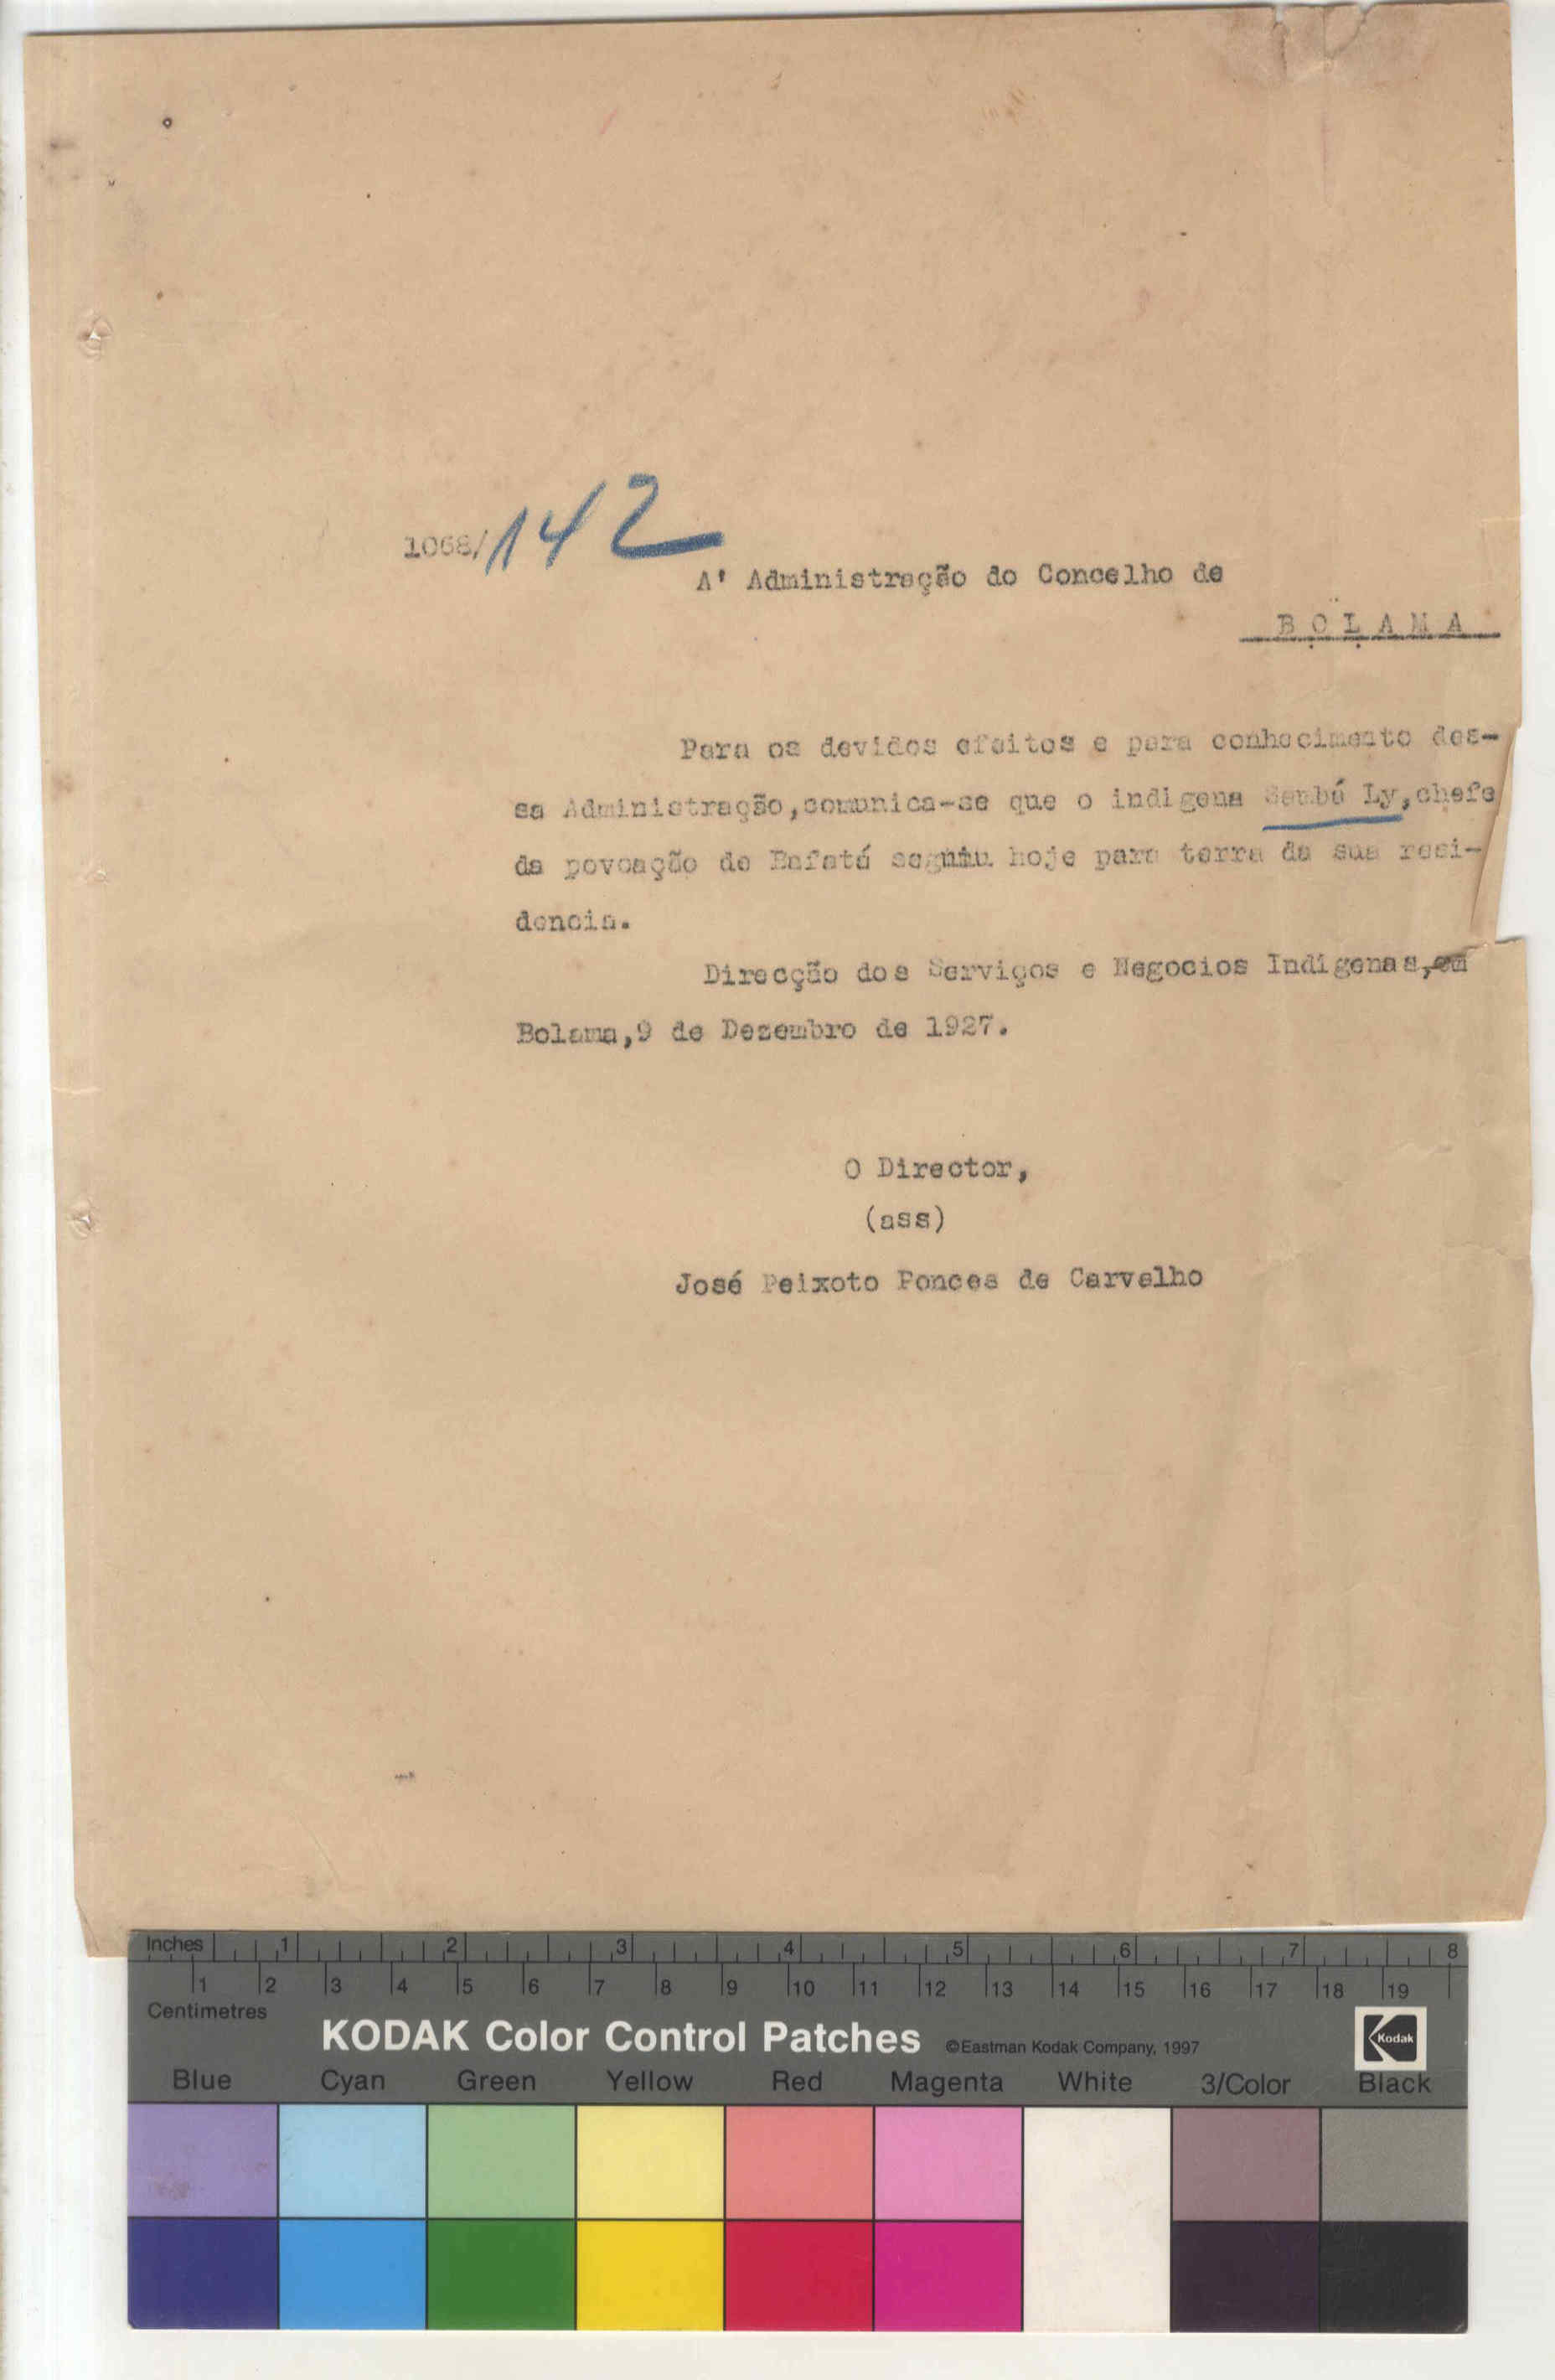 1068/142
A' Administração do Concelho de
B O L A M A
Para os devidos efeitos e para conhecimento des-
sa Administração,comunica-se que o indigena Sambú Ly,chefe
da povoação de Bafatá seguiu hoje para terra da sua resi-
dencia.
Direcção dos Serviços e Negocios Indigenas,em
Bolama,9 de Dezembro de 1927.
O Director,
(ass)
José Peixoto Ponces de Carvalho
Inches 1 2 3 4 5 6 7 8
1 2 3 4 5 6 7 8 9 10 11 12 13 14 15 16 17 18 19
Centimetres
KODAK Color Control Patches ©Eastman Kodak Company, 1997 Kodak
Blue Cyan Green Yellow Red Magenta White 3/Color Black